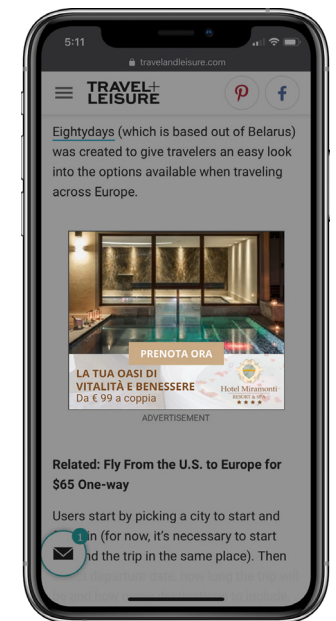 5:11
travelandleisure.com
TRAVEL+
LEISURE
Eightydays (which is based out of Belarus)
was created to give travelers an easy look
into the options available when traveling
across Europe.
PRENOTA ORA
LA TUA OASI DI
VITALITÀ E BENESSERE
Da € 99 a coppia
Hotel Miramonti
RESORT & SPA
ADVERTISEMENT
Related: Fly From the U.S. to Europe for
$65 One-way
Users start by picking a city to start and
in (for now, it's necessary to start
nd the trip in the same place). Then
1